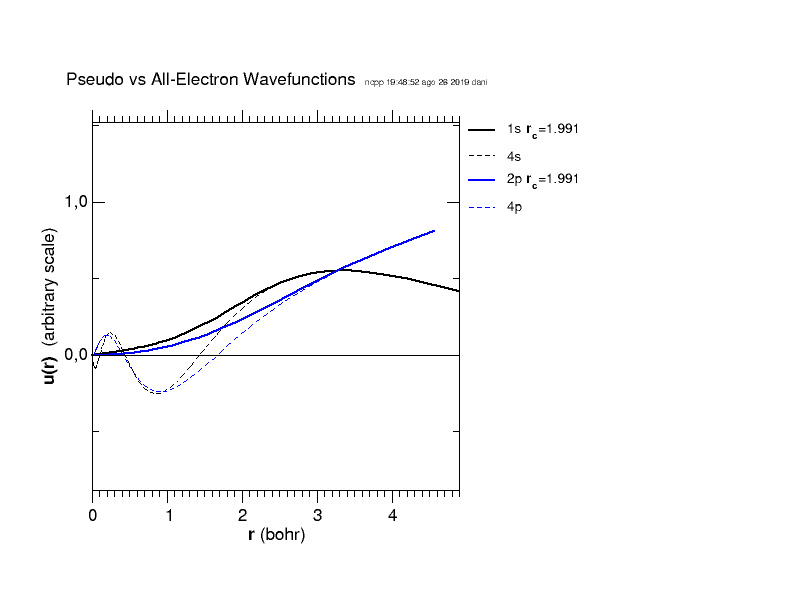 Pseudo vs All-Electron Wavefunctions ncpp 19:48:52 ago 26 2019 dani
1s rc=1.991
4s
2p rc=1.991
4p
1,0
0,0
u(r) (arbitrary scale)
0 1 2 3 4
r (bohr)